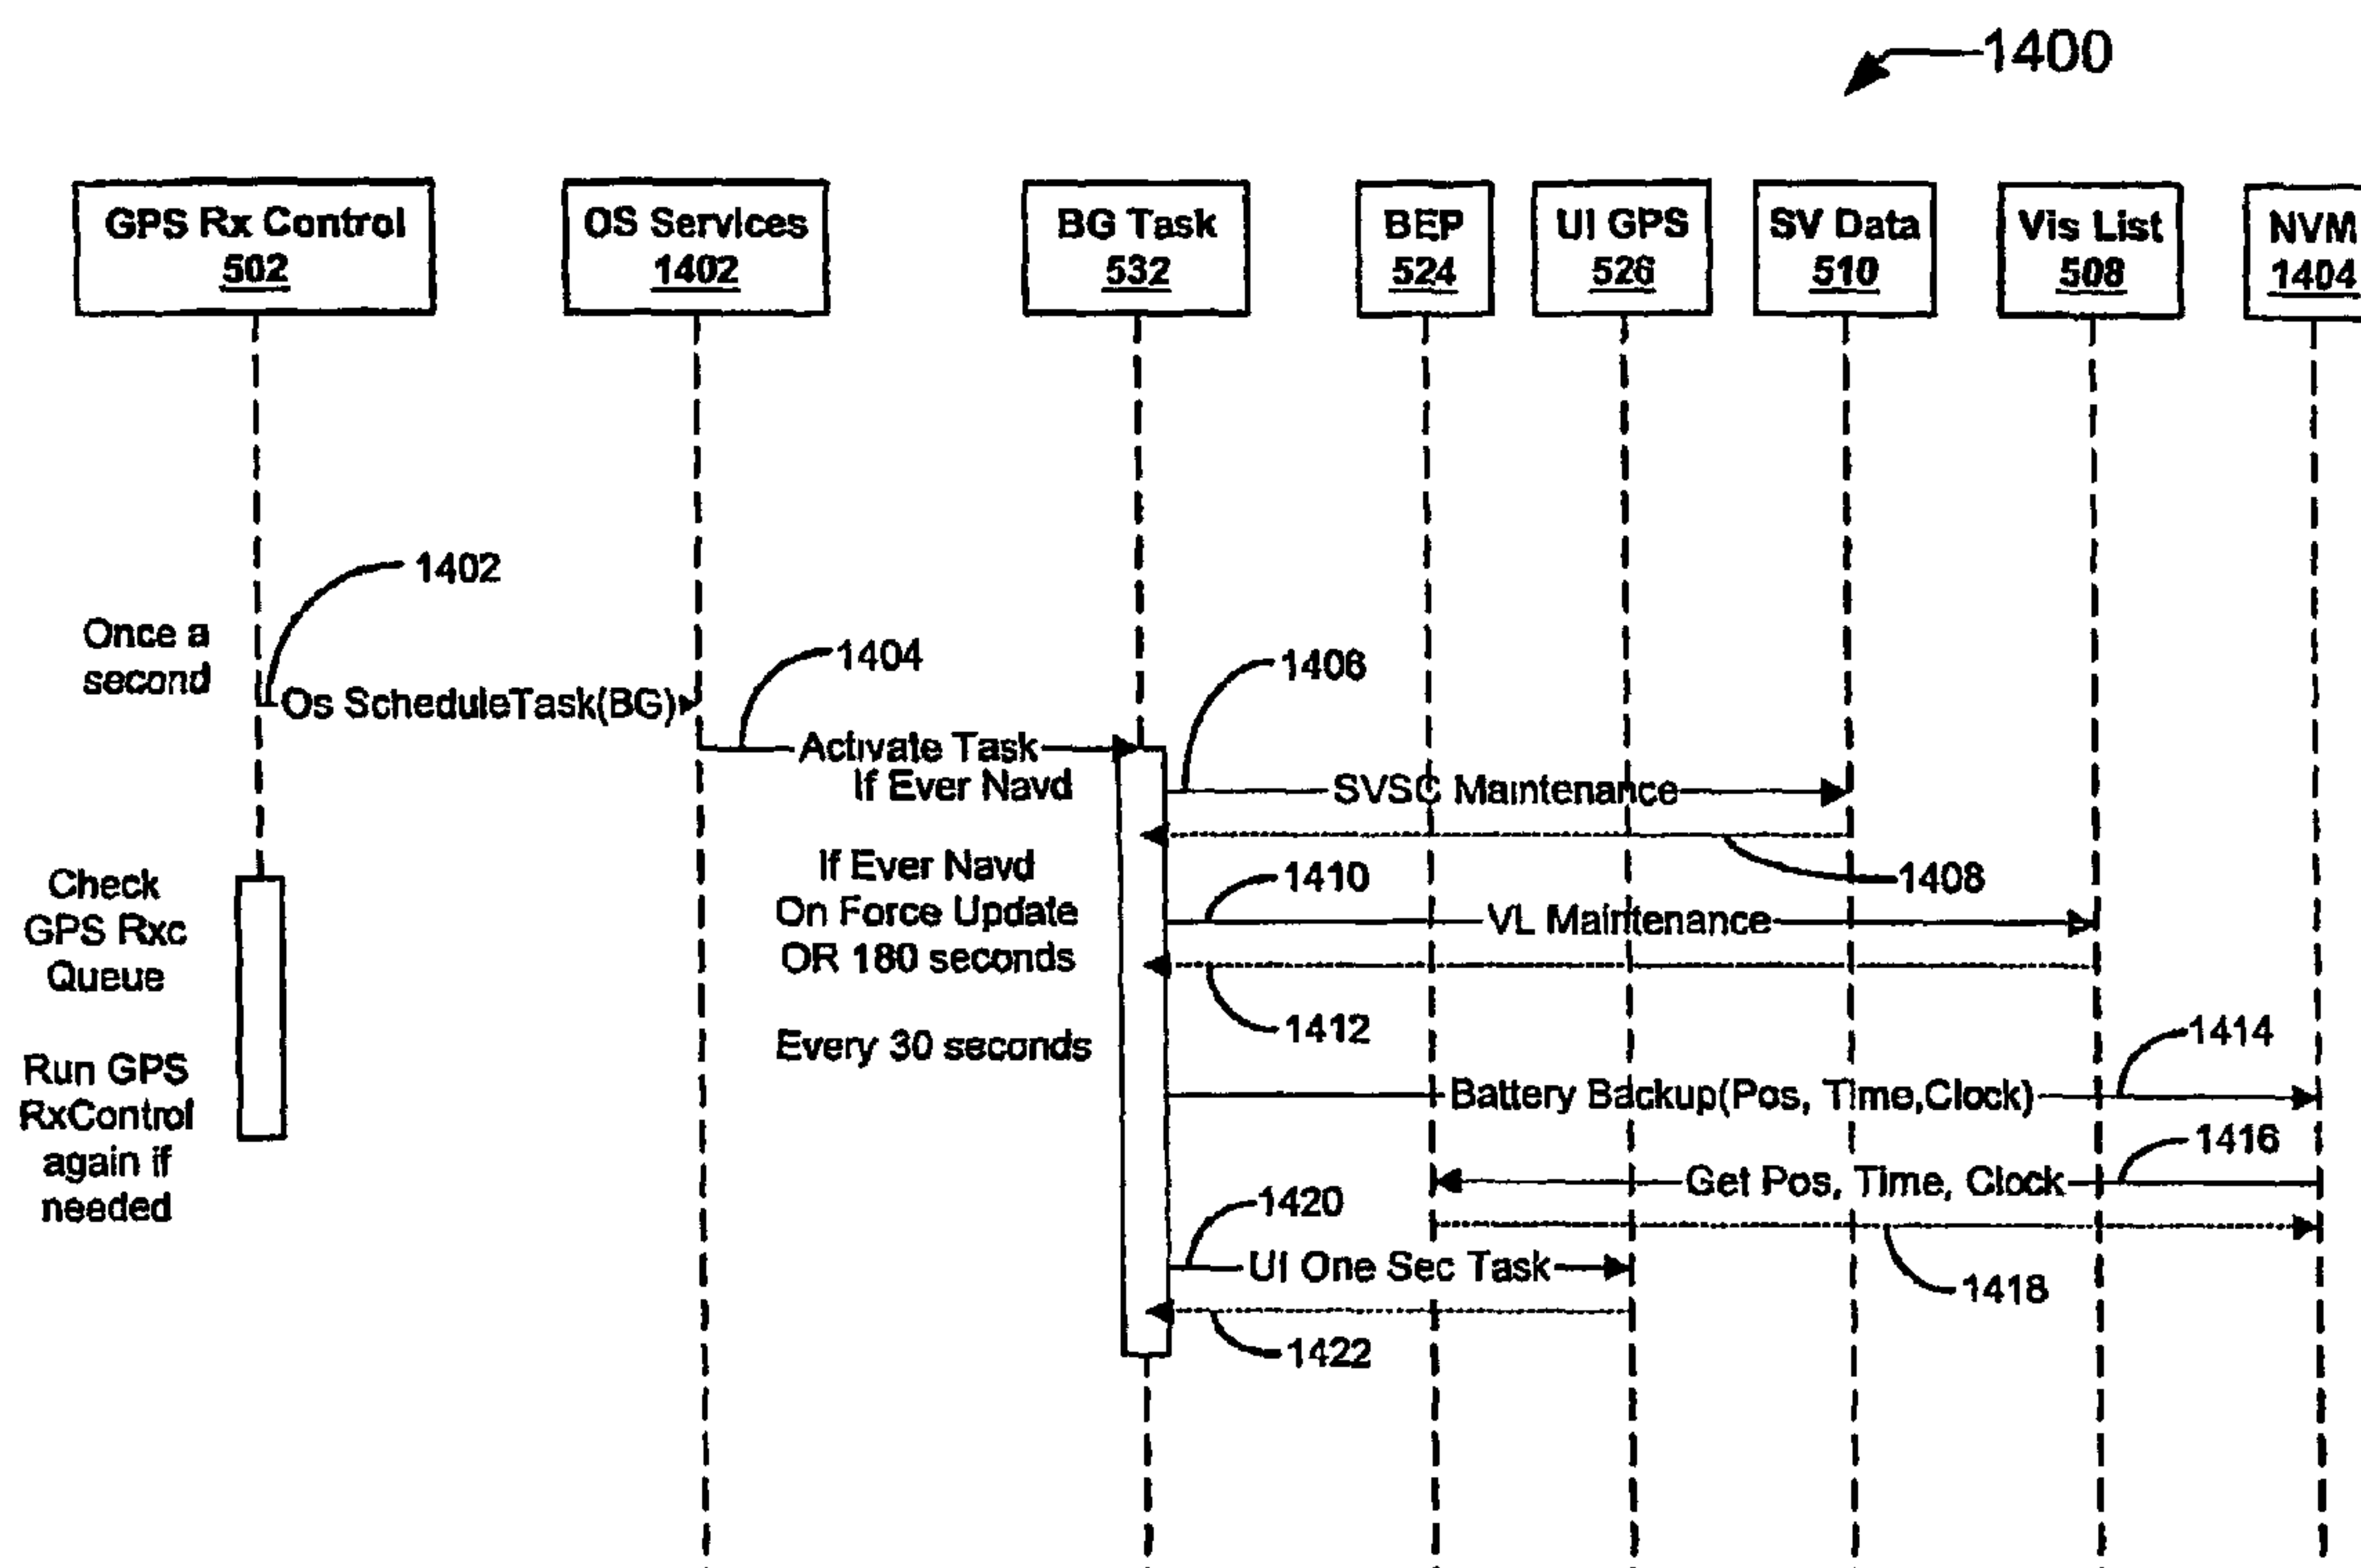 1400
GPS Rx Control
502
OS Services
1402
BG Task
532
BEP
524
UI GPS
526
SV Data
510
Vis List
508
NVM
1404
1402
Once a
second
Os ScheduleTask(BG)
1404
Activate Task
If Ever Navd
1406
SVSC Maintenance
1408
Check
GPS Rxc
Queue
If Ever Navd
On Force Update
OR 180 seconds
1410
VL Maintenance
1412
Every 30 seconds
Run GPS
RxControl
again if
needed
1414
Battery Backup(Pos, Time,Clock)
1416
Get Pos, Time, Clock
1418
1420
UI One Sec Task
1422